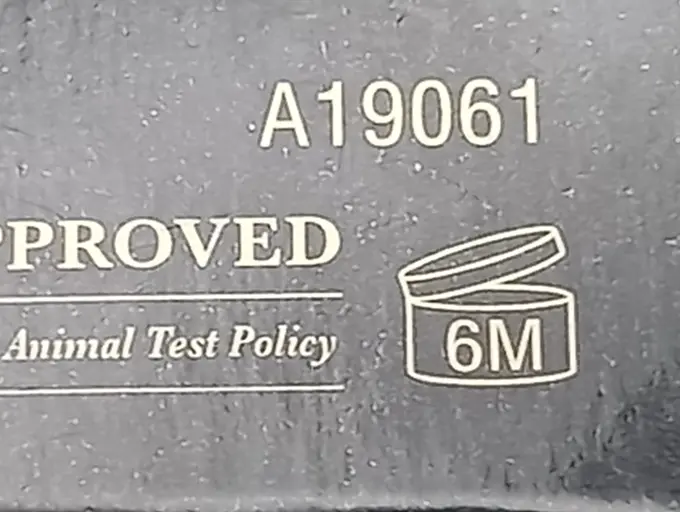 A19061
PPROVED
Animal Test Policy
6M